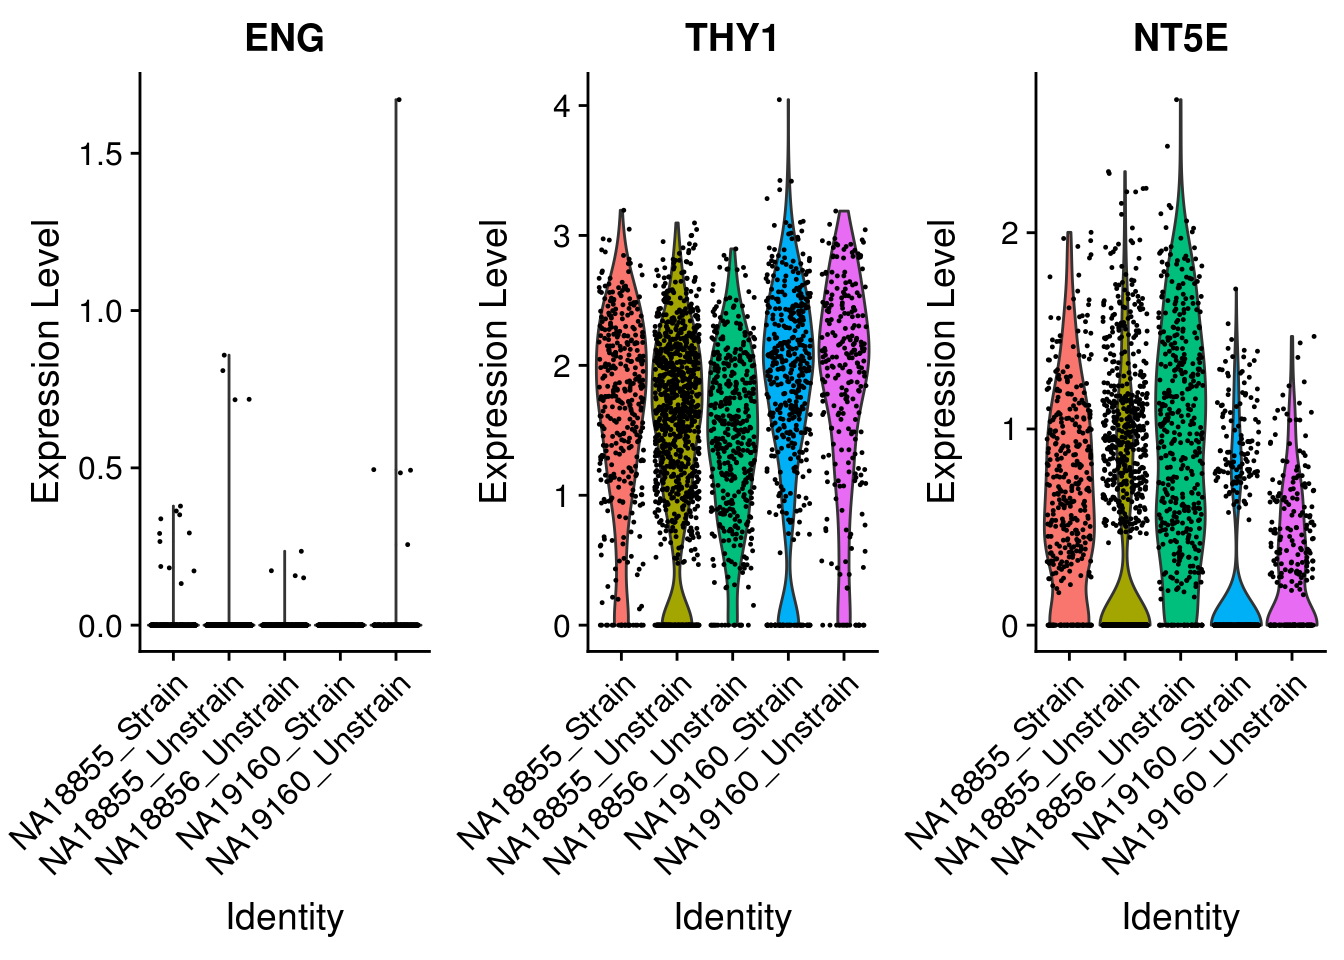 ENG
THY1
NT5E
Expression Level
1.5
1.0
0.5
0.0
NA18855_Strain
NA18855_Unstrain
NA18856_Unstrain
NA19160_Strain
NA19160_Unstrain
Identity
Expression Level
4
3
2
1
0
NA18855_Strain
NA18855_Unstrain
NA18856_Unstrain
NA19160_Strain
NA19160_Unstrain
Identity
Expression Level
2
1
0
NA18855_Strain
NA18855_Unstrain
NA18856_Unstrain
NA19160_Strain
NA19160_Unstrain
Identity